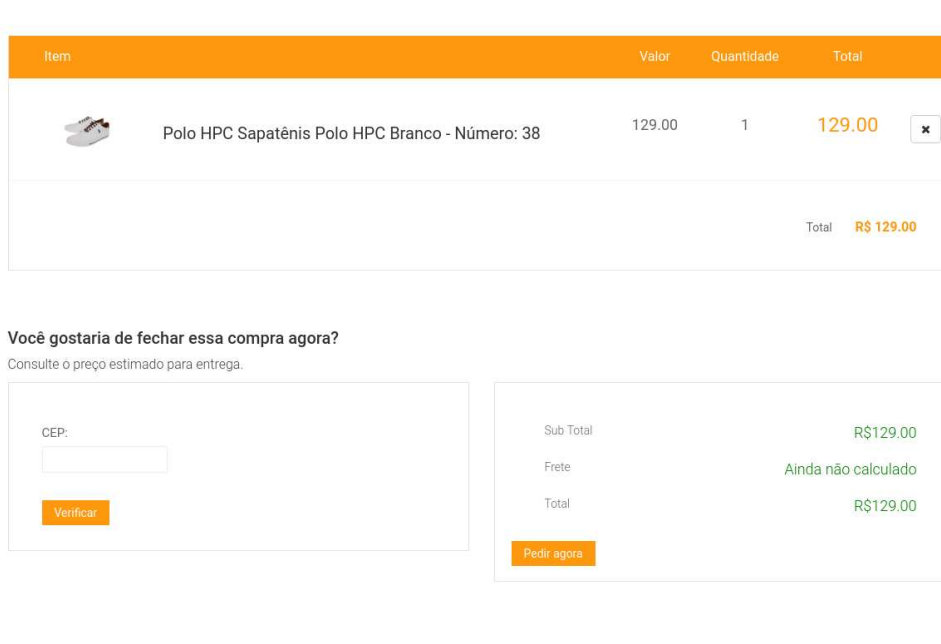 Item Valor Quantidade Total
Polo HPC Sapatênis Polo HPC Branco - Número: 38 129.00 1 129.00
Total R$ 129.00
Você gostaria de fechar essa compra agora?
Consulte o preço estimado para entrega.
CEP:
Verificar
Sub Total R$129.00
Frete Ainda não calculado
Total R$129.00
Pedir agora